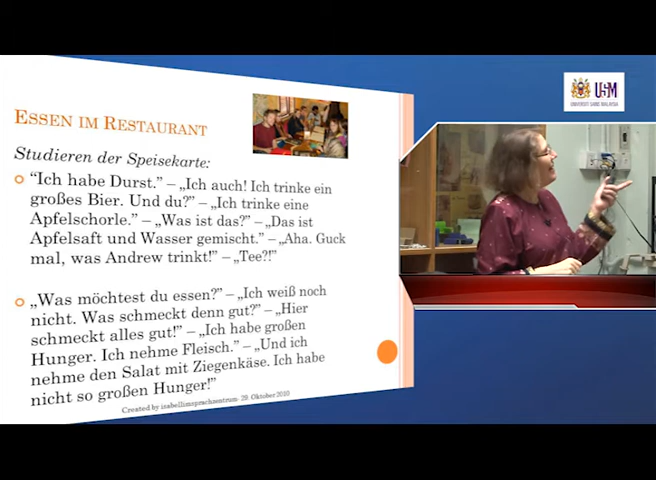 ESSEN IM RESTAURANT
Studieren der Speisekarte:
“Ich habe Durst.” – „Ich auch! Ich trinke ein
großes Bier. Und du?” – „Ich trinke eine
Apfelschorle.” – „Was ist das?” – „Das ist
Apfelsaft und Wasser gemischt.” – „Aha. Guck
mal, was Andrew trinkt!” – „Tee?!”
„Was möchtest du essen?” – „Ich weiß noch
nicht. Was schmeckt denn gut?” – „Hier
schmeckt alles gut!” – „Ich habe großen
Hunger. Ich nehme Fleisch.” – „Und ich
nehme den Salat mit Ziegenkäse. Ich habe
nicht so großen Hunger!”
Created by isabellimsprachzentrum 29. Oktober 2010
USM
UNIVERSITI SAINS MALAYSIA